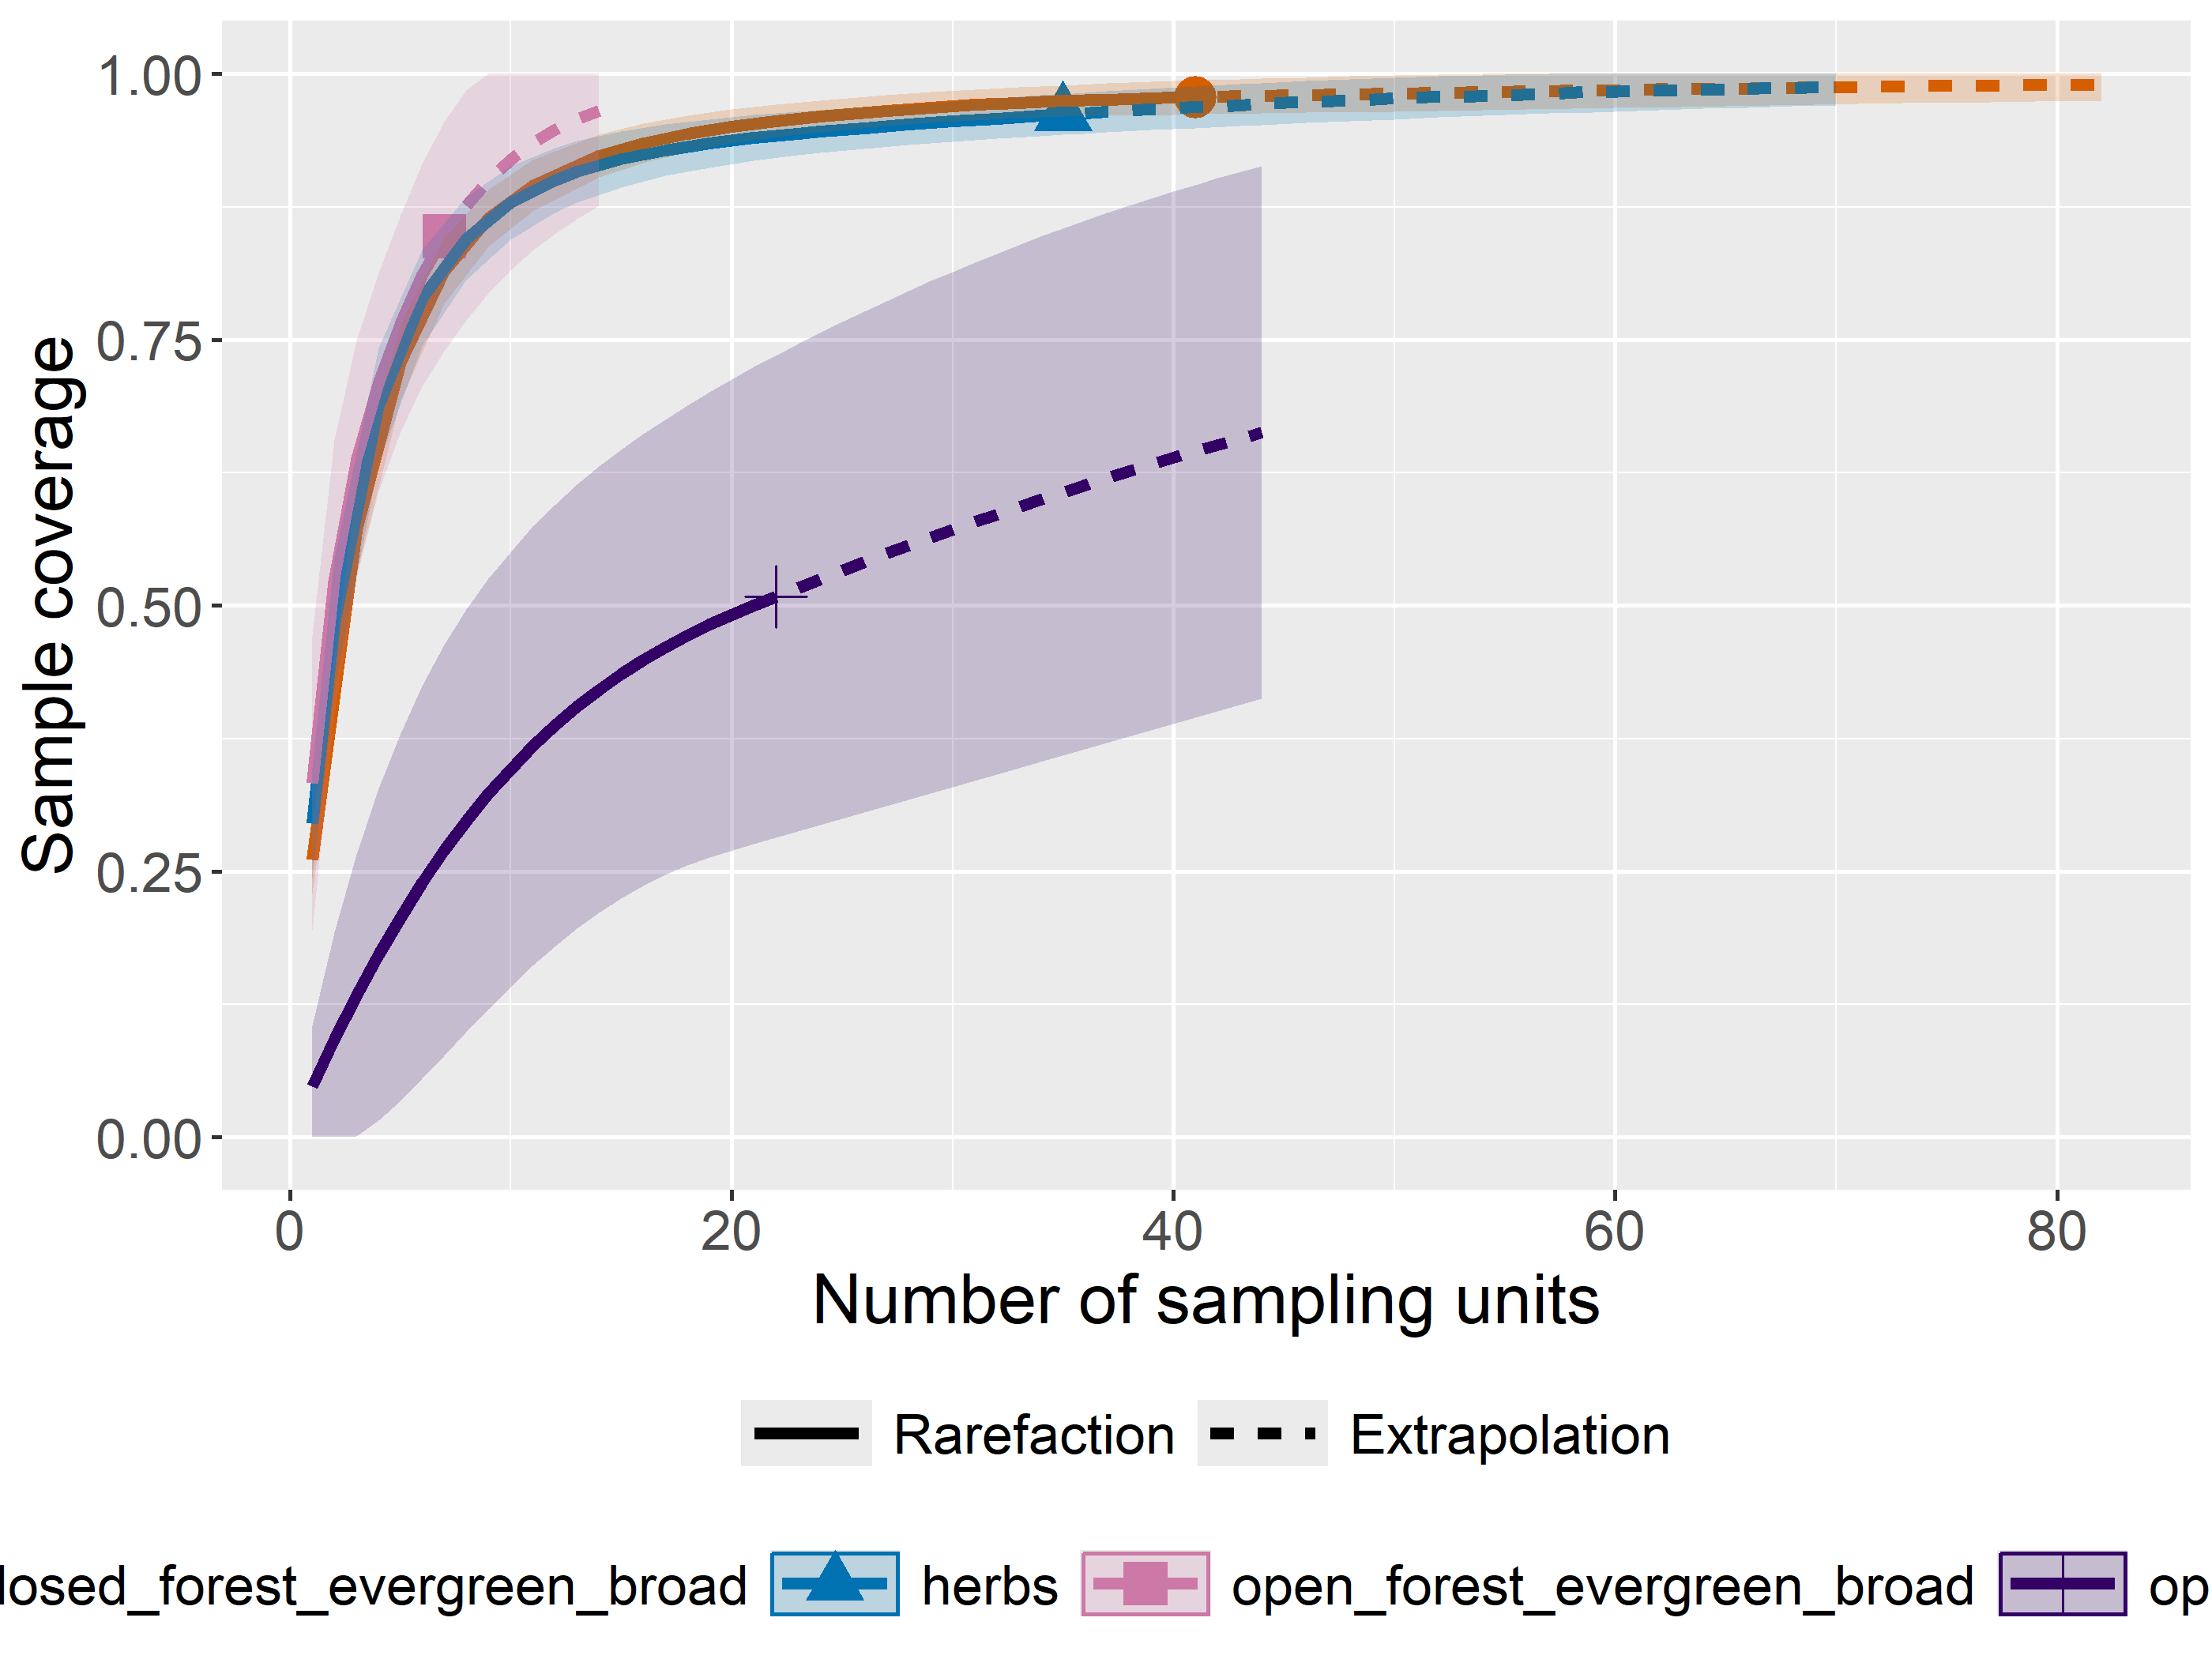 Sample coverage
1.00
0.75
0.50
0.25
0.00
0 20 40 60 80
Number of sampling units
Rarefaction Extrapolation
losed_forest_evergreen_broad herbs open_forest_evergreen_broad op